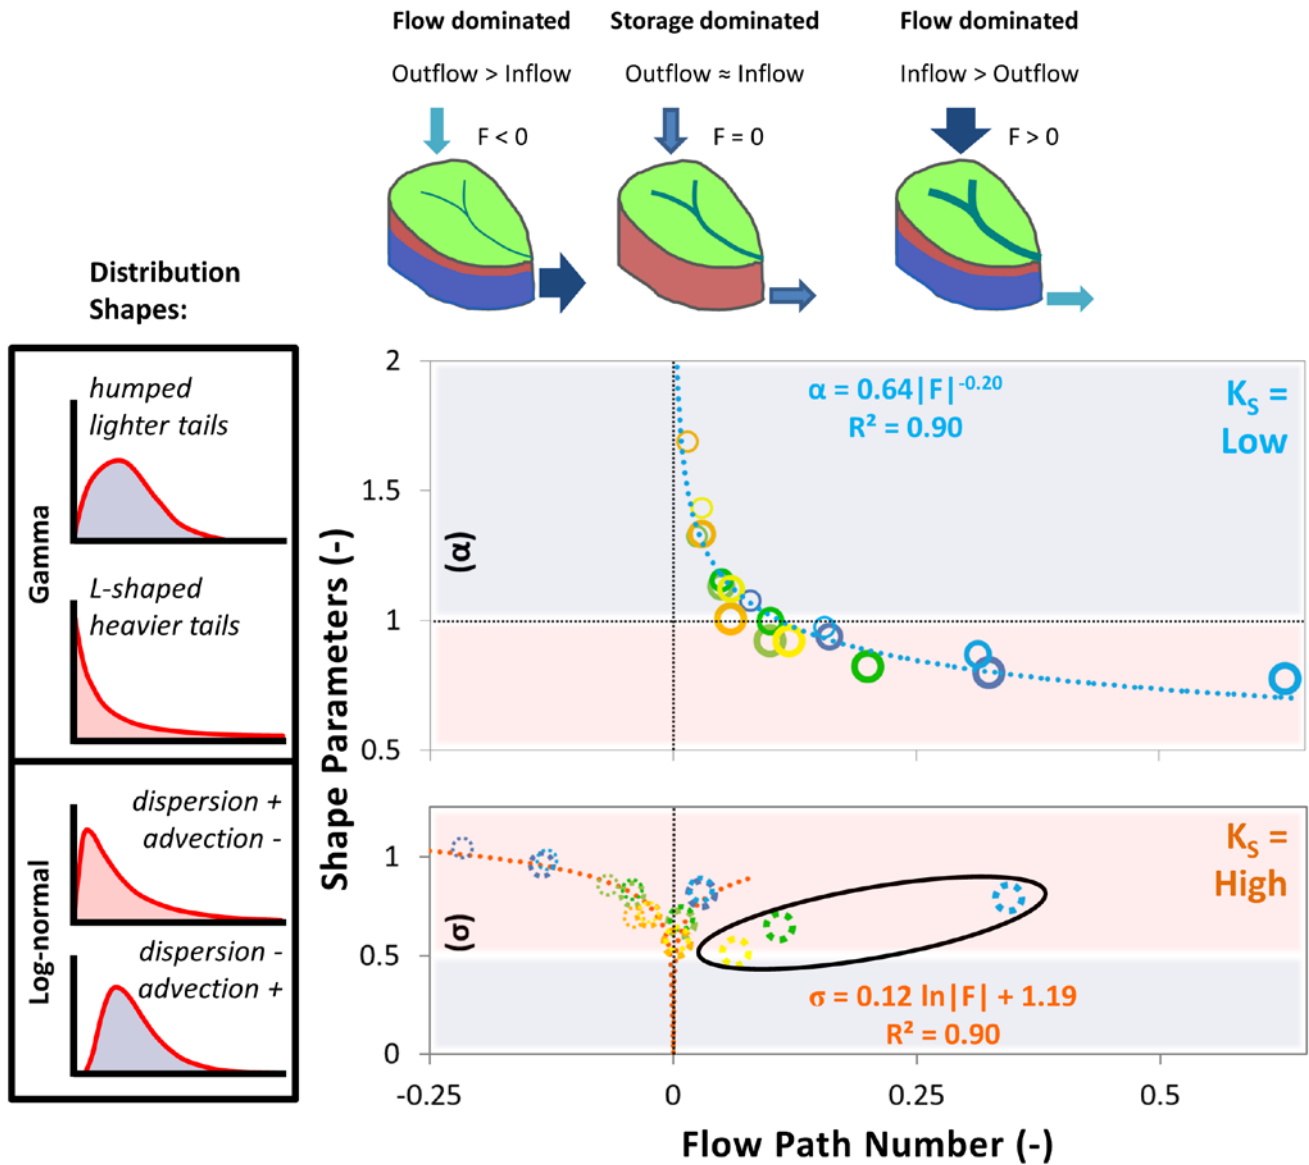 Flow dominated
Storage dominated
Flow dominated
Outflow > Inflow
Outflow ≈ Inflow
Inflow > Outflow
F < 0
F = 0
F > 0
Distribution
Shapes:
Gamma
humped
lighter tails
L-shaped
heavier tails
Log-normal
dispersion +
advection -
dispersion -
advection +
Shape Parameters (-)
2
1.5
1
0.5
(α)
α = 0.64|F|^-0.20
R² = 0.90
K_S =
Low
1
0.5
0
(σ)
K_S =
High
σ = 0.12 ln|F| + 1.19
R² = 0.90
-0.25
0
0.25
0.5
Flow Path Number (-)